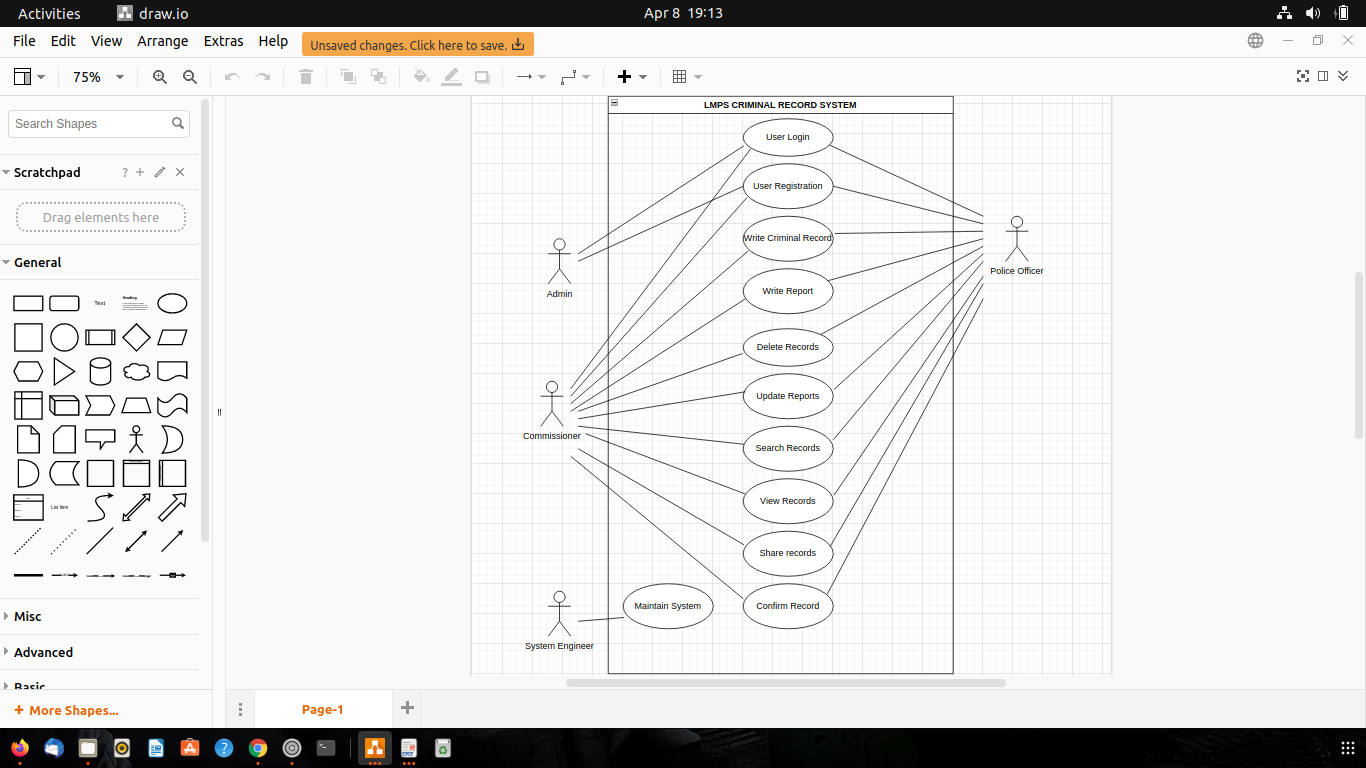 Activities
draw.io
Apr 8 19:13
File Edit View Arrange Extras Help
Unsaved changes. Click here to save.
75%
Search Shapes
Scratchpad
?
Drag elements here
General
Text
Heading
List Item
Misc
Advanced
Basic
+ More Shapes...
LMPS CRIMINAL RECORD SYSTEM
User Login
User Registration
Write Criminal Record
Write Report
Delete Records
Update Reports
Search Records
View Records
Share records
Confirm Record
Maintain System
Admin
Commissioner
System Engineer
Police Officer
Page-1